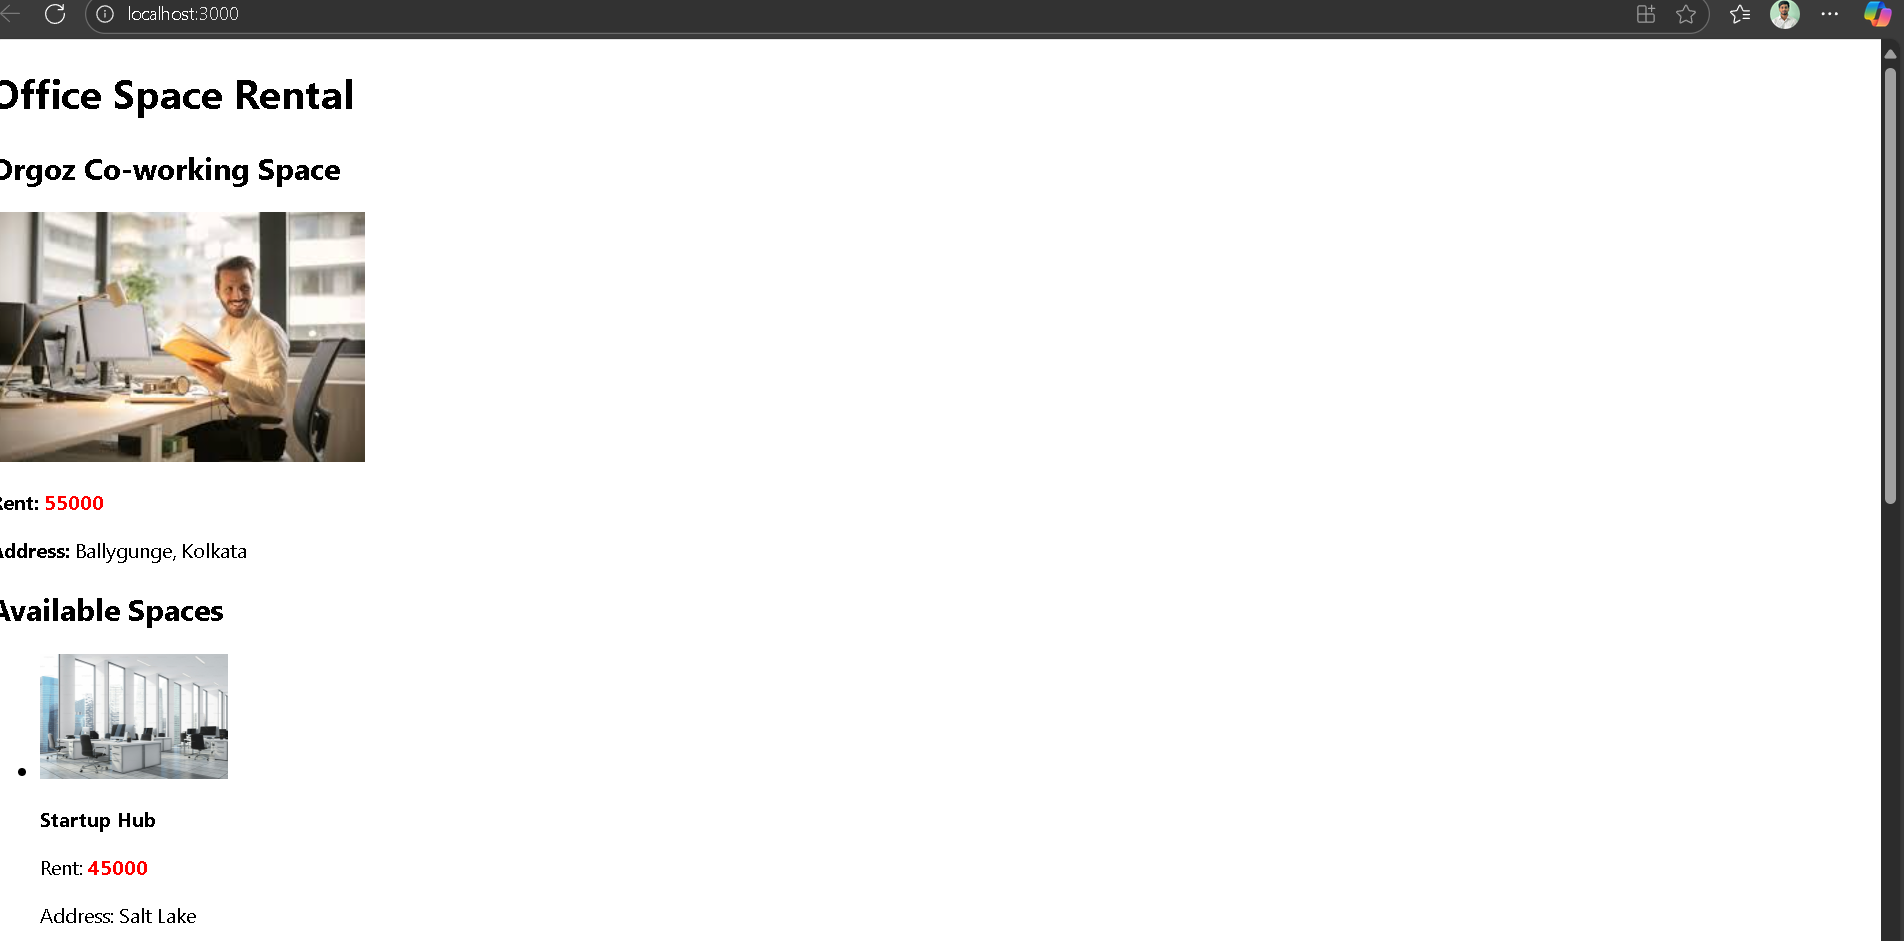 localhost:3000
Office Space Rental
Orgoz Co-working Space
Rent: 55000
Address: Ballygunge, Kolkata
Available Spaces
Startup Hub
Rent: 45000
Address: Salt Lake